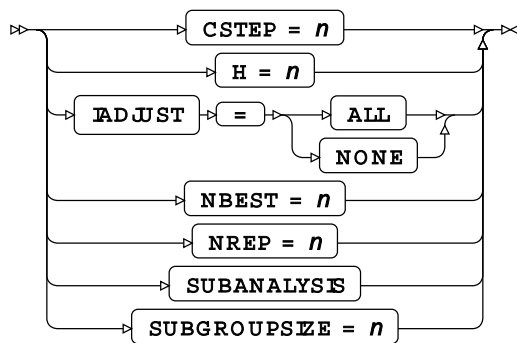 CSTEP = n
H = n
IADJUST = ALL
NONE
NBEST = n
NREP = n
SUBANALYSIS
SUBGROUPSIZE = n